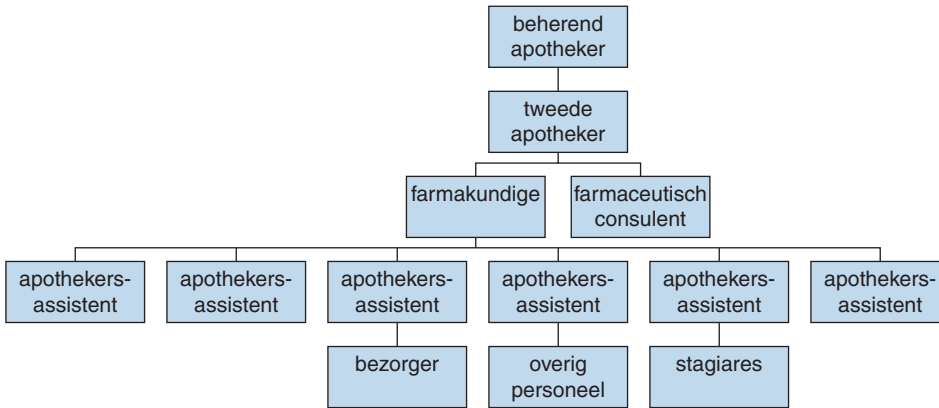 beherend
apotheker
tweede
apotheker
farmakundige
farmaceutisch
consulent
apothekers-
assistent
apothekers-
assistent
apothekers-
assistent
apothekers-
assistent
apothekers-
assistent
apothekers-
assistent
bezorger
overig
personeel
stagiares